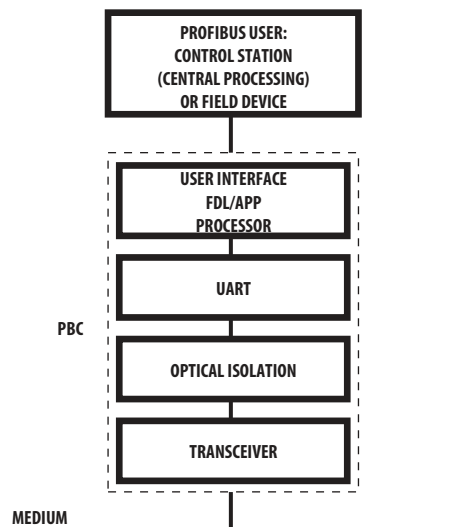 PROFIBUS USER:
CONTROL STATION
(CENTRAL PROCESSING)
OR FIELD DEVICE
USER INTERFACE
FDL/APP
PROCESSOR
UART
PBC
OPTICAL ISOLATION
TRANSCEIVER
MEDIUM